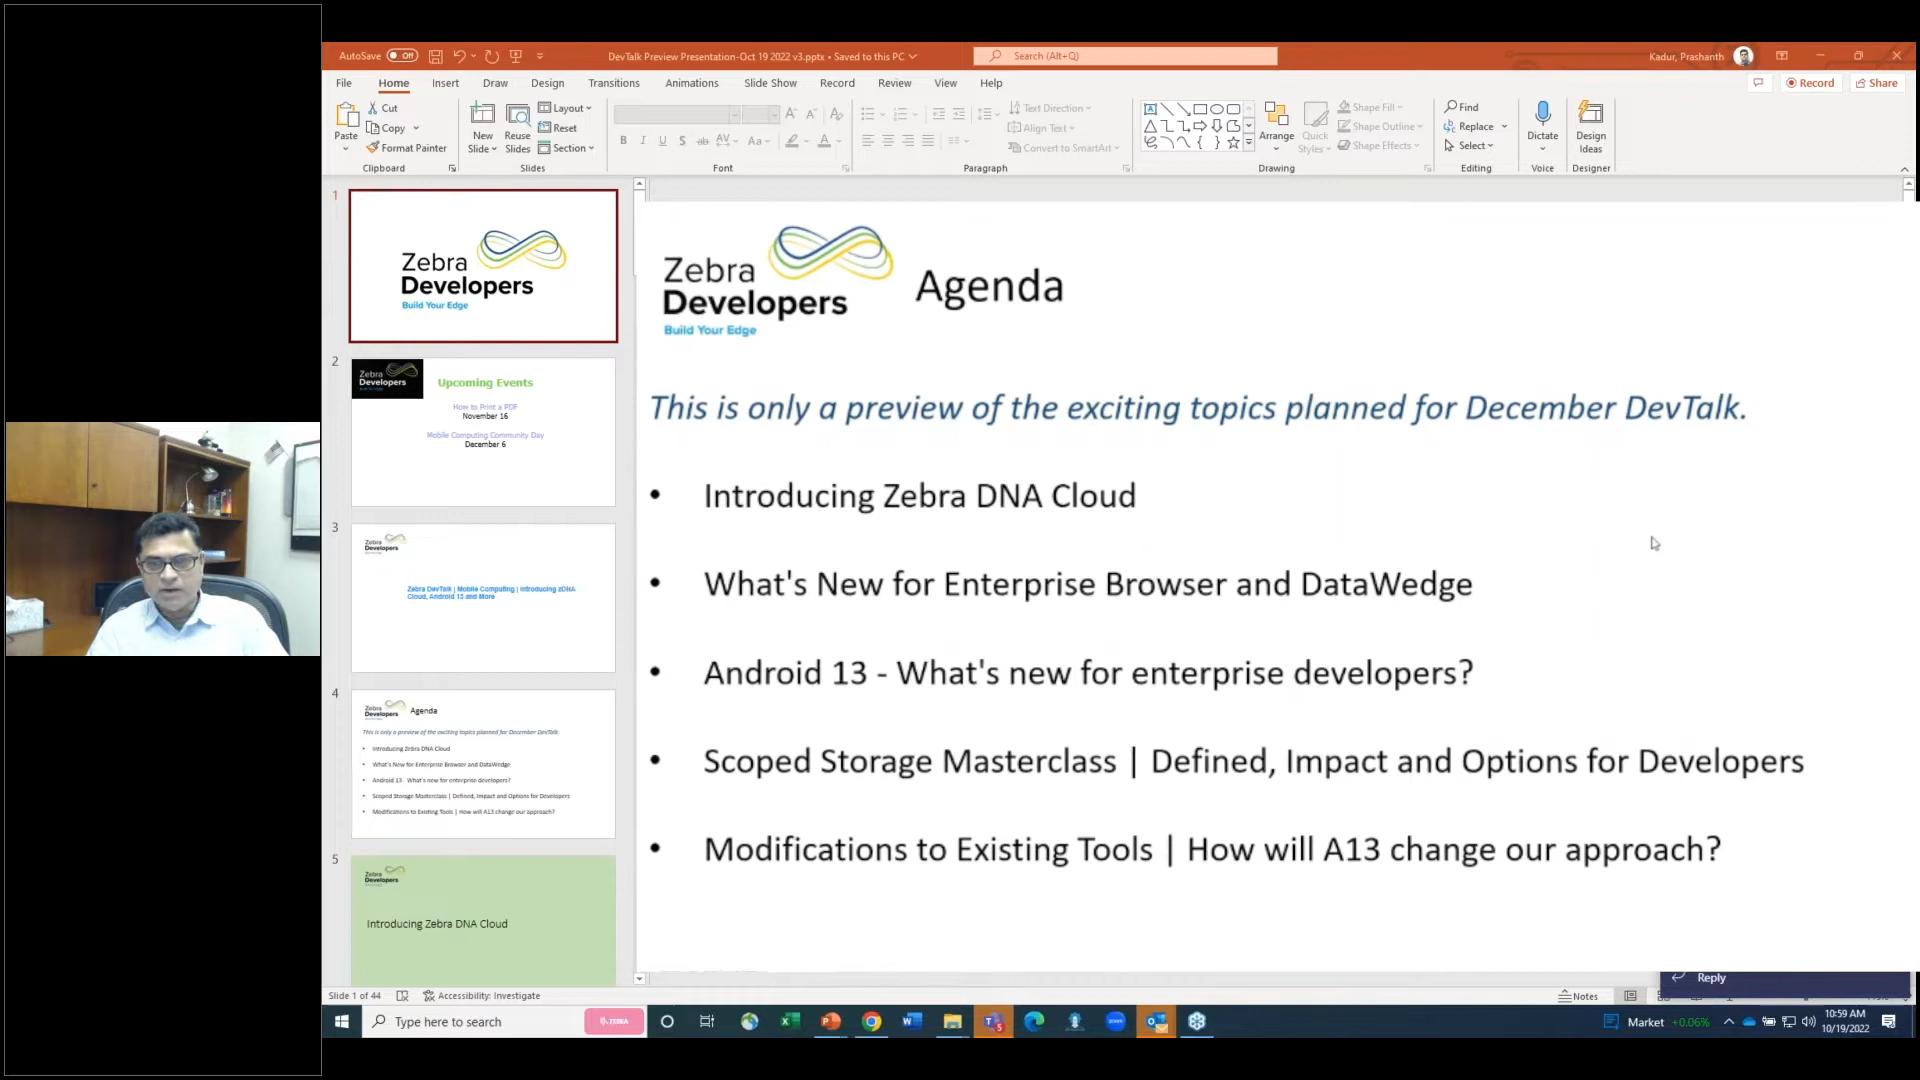 AutoSave Off
DevTalk Preview Presentation-Oct 19 2022 v3.pptx • Saved to this PC
Search (Alt+Q)
Kadur, Prashanth
File Home Insert Draw Design Transitions Animations Slide Show Record Review View Help
Record
Share
Paste
Cut
Copy
Format Painter
Clipboard
New Slide
Reuse Slides
Layout
Reset
Section
Slides
Font
Text Direction
Align Text
Convert to SmartArt
Paragraph
Arrange
Quick Styles
Shape Fill
Shape Outline
Shape Effects
Drawing
Find
Replace
Select
Editing
Dictate
Voice
Design Ideas
Designer
1
Zebra
Developers
Build Your Edge
2
Zebra
Developers
Upcoming Events
How to Print a PDF
November 16
Mobile Computing Community Day
December 6
3
Zebra
Developers
Zebra DevTalk | Mobile Computing | Introducing zDNA
Cloud, Android 13 and More
4
Zebra
Developers
Agenda
This is only a preview of the exciting topics planned for December DevTalk.
• Introducing Zebra DNA Cloud
• What's New for Enterprise Browser and DataWedge
• Android 13 - What's new for enterprise developers?
• Scoped Storage Masterclass | Defined, Impact and Options for Developers
• Modifications to Existing Tools | How will A13 change our approach?
5
Zebra
Developers
Introducing Zebra DNA Cloud
Zebra
Developers
Build Your Edge
Agenda
This is only a preview of the exciting topics planned for December DevTalk.
• Introducing Zebra DNA Cloud
• What's New for Enterprise Browser and DataWedge
• Android 13 - What's new for enterprise developers?
• Scoped Storage Masterclass | Defined, Impact and Options for Developers
• Modifications to Existing Tools | How will A13 change our approach?
Reply
Slide 1 of 44
Accessibility: Investigate
Notes
Type here to search
ZEBRA
Market +0.06%
10:59 AM
10/19/2022